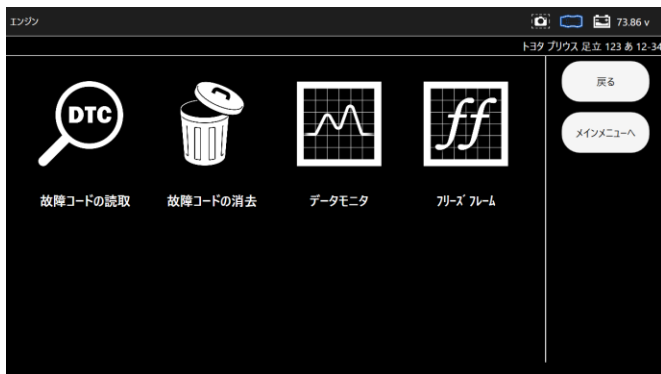 エンジン
73.86 v
トヨタ プリウス 足立 123 あ 12-34
戻る
メインメニューへ
DTC
ff
故障コードの読取
故障コードの消去
データモニタ
フリーズ フレーム